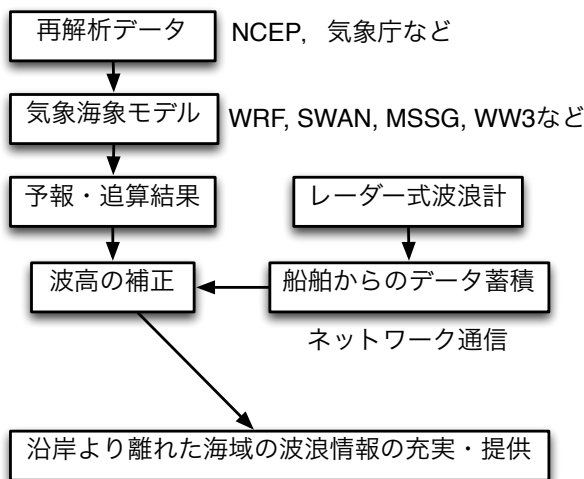 再解析データ
NCEP, 気象庁など
気象海象モデル
WRF, SWAN, MSSG, WW3など
予報・追算結果
レーダー式波浪計
波高の補正
船舶からのデータ蓄積
ネットワーク通信
沿岸より離れた海域の波浪情報の充実・提供